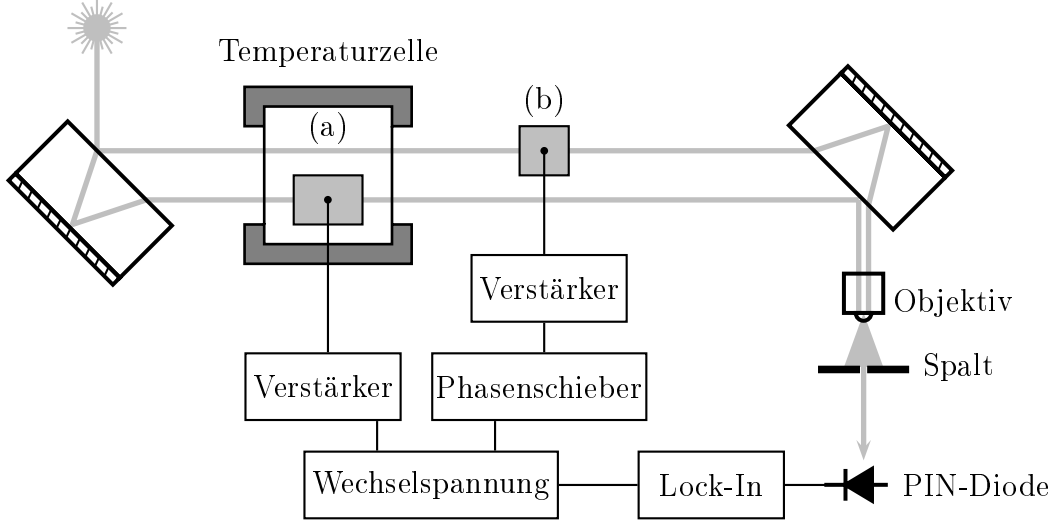 Temperaturzelle
(a)
(b)
Verstärker
Objektiv
Verstärker
Phasenschieber
Spalt
Wechselspannung
Lock-In
PIN-Diode